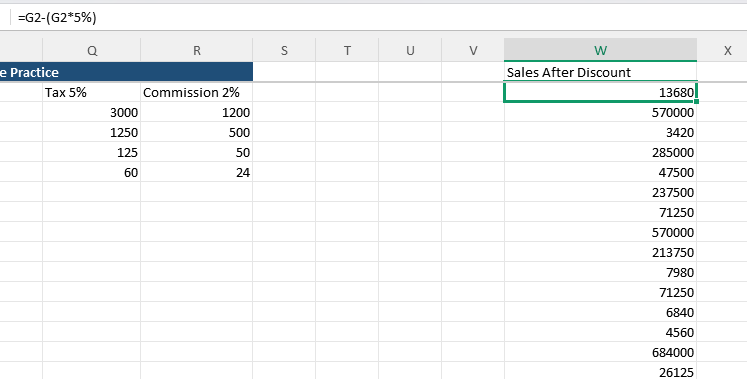 =G2-(G2*5%)
Q R S T U V W X
e Practice Sales After Discount
Tax 5% Commission 2% 13680
3000 1200 570000
1250 500 3420
125 50 285000
60 24 47500
237500
71250
570000
213750
7980
71250
6840
4560
684000
26125